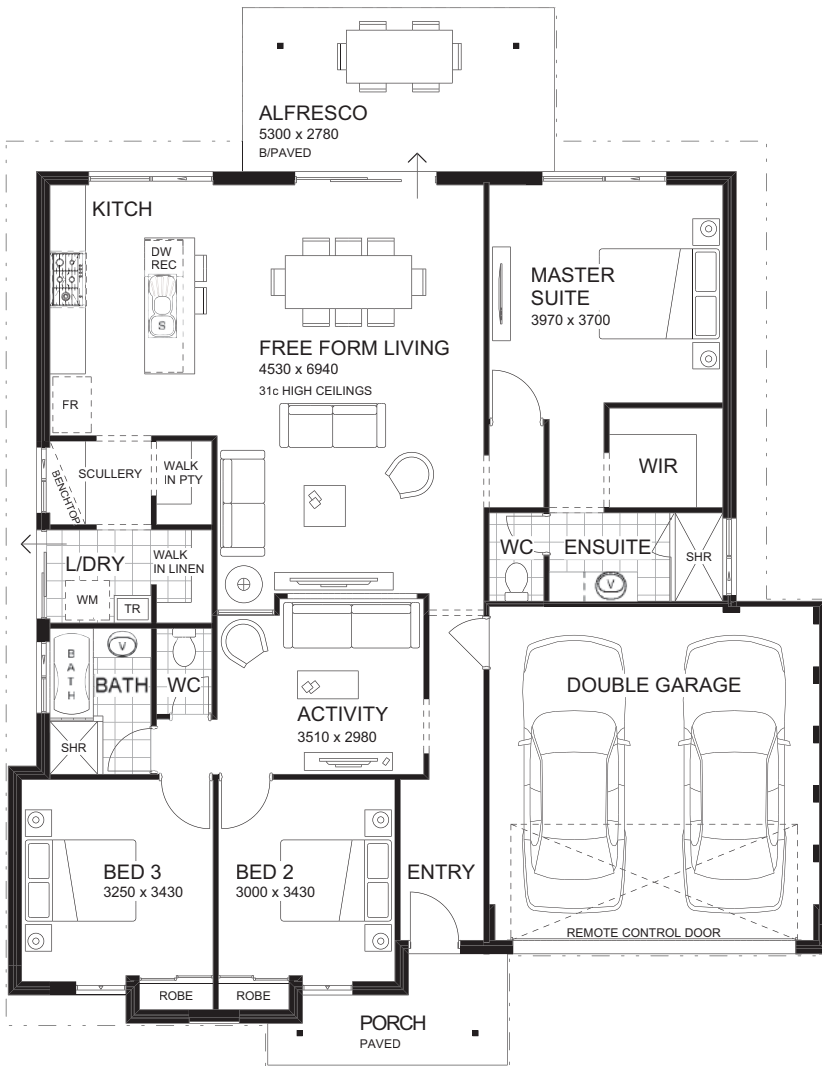 ALFRESCO
5300 x 2780
B/PAVED
KITCH
DW
REC
S
FR
FREE FORM LIVING
4530 x 6940
31c HIGH CEILINGS
MASTER
SUITE
3970 x 3700
WIR
BENCHTOP
SCULLERY
WALK
IN PTY
L/DRY
WALK
IN LINEN
WM
TR
WC
ENSUITE
V
SHR
BATH
V
BATH
WC
SHR
ACTIVITY
3510 x 2980
DOUBLE GARAGE
BED 3
3250 x 3430
BED 2
3000 x 3430
ENTRY
REMOTE CONTROL DOOR
ROBE
ROBE
PORCH
PAVED